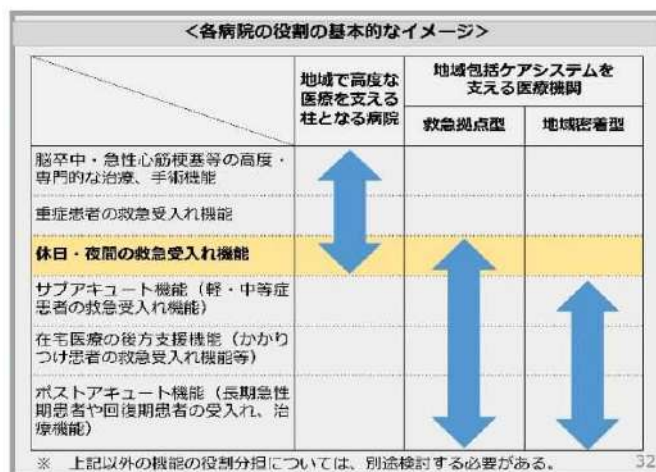 ＜各病院の役割の基本的なイメージ＞
地域で高度な
医療を支える
柱となる病院
地域包括ケアシステムを
支える医療機関
救急拠点型
地域密着型
脳卒中・急性心筋梗塞等の高度・
専門的な治療、手術機能
重症患者の救急受入れ機能
休日・夜間の救急受入れ機能
サブアキュート機能（軽・中等症
患者の救急受入れ機能）
在宅医療の後方支援機能（かかり
つけ患者の救急受入れ機能等）
ポストアキュート機能（長期急性
期患者や回復期患者の受入れ、治
療機能）
※　上記以外の機能の役割分担については、別途検討する必要がある。
32